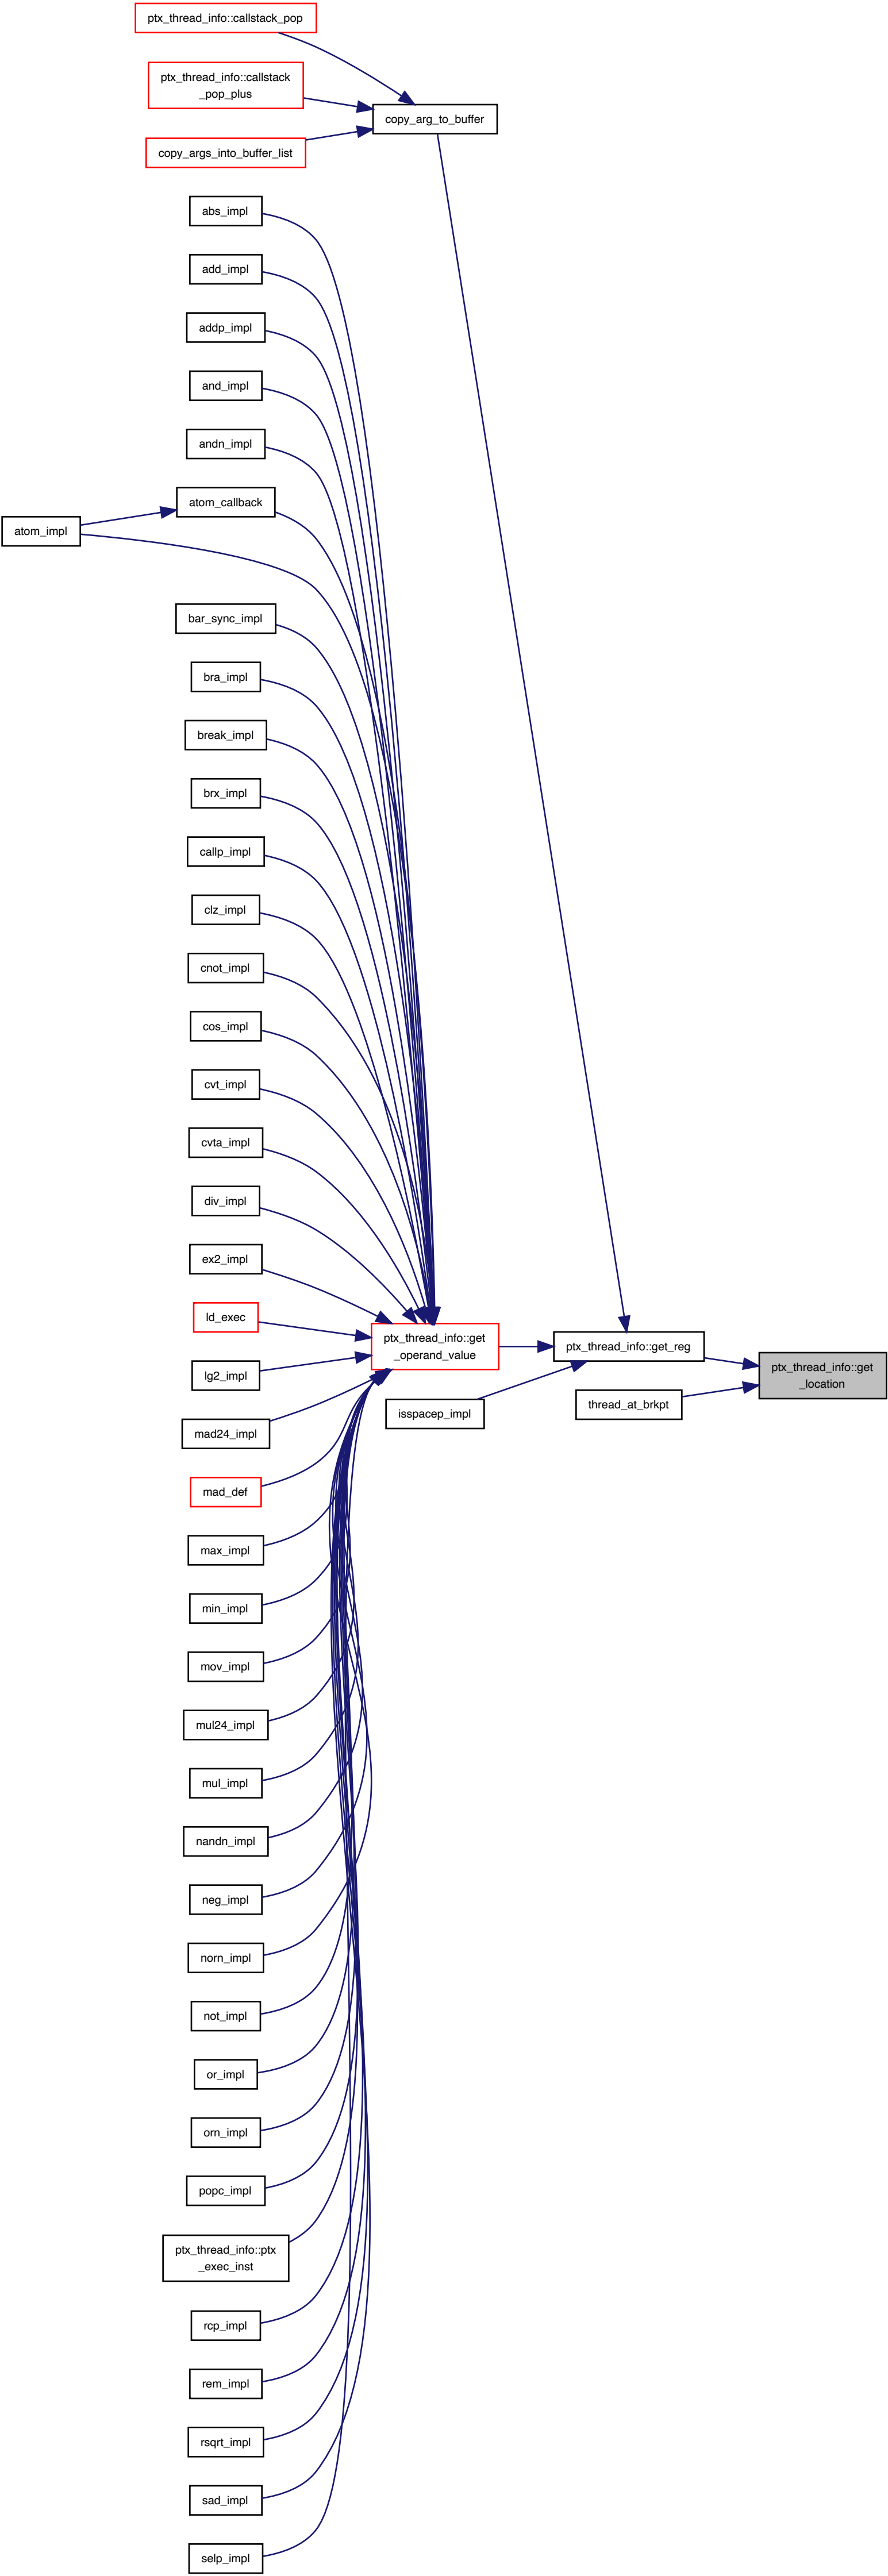 ptx_thread_info::callstack_pop
ptx_thread_info::callstack
_pop_plus
copy_arg_to_buffer
copy_args_into_buffer_list
abs_impl
add_impl
addp_impl
and_impl
andn_impl
atom_callback
atom_impl
bar_sync_impl
bra_impl
break_impl
brx_impl
callp_impl
clz_impl
cnot_impl
cos_impl
cvt_impl
cvta_impl
div_impl
ex2_impl
ld_exec
ptx_thread_info::get
_operand_value
ptx_thread_info::get_reg
ptx_thread_info::get
_location
lg2_impl
isspacep_impl
thread_at_brkpt
mad24_impl
mad_def
max_impl
min_impl
mov_impl
mul24_impl
mul_impl
nandn_impl
neg_impl
norn_impl
not_impl
or_impl
orn_impl
popc_impl
ptx_thread_info::ptx
_exec_inst
rcp_impl
rem_impl
rsqrt_impl
sad_impl
selp_impl